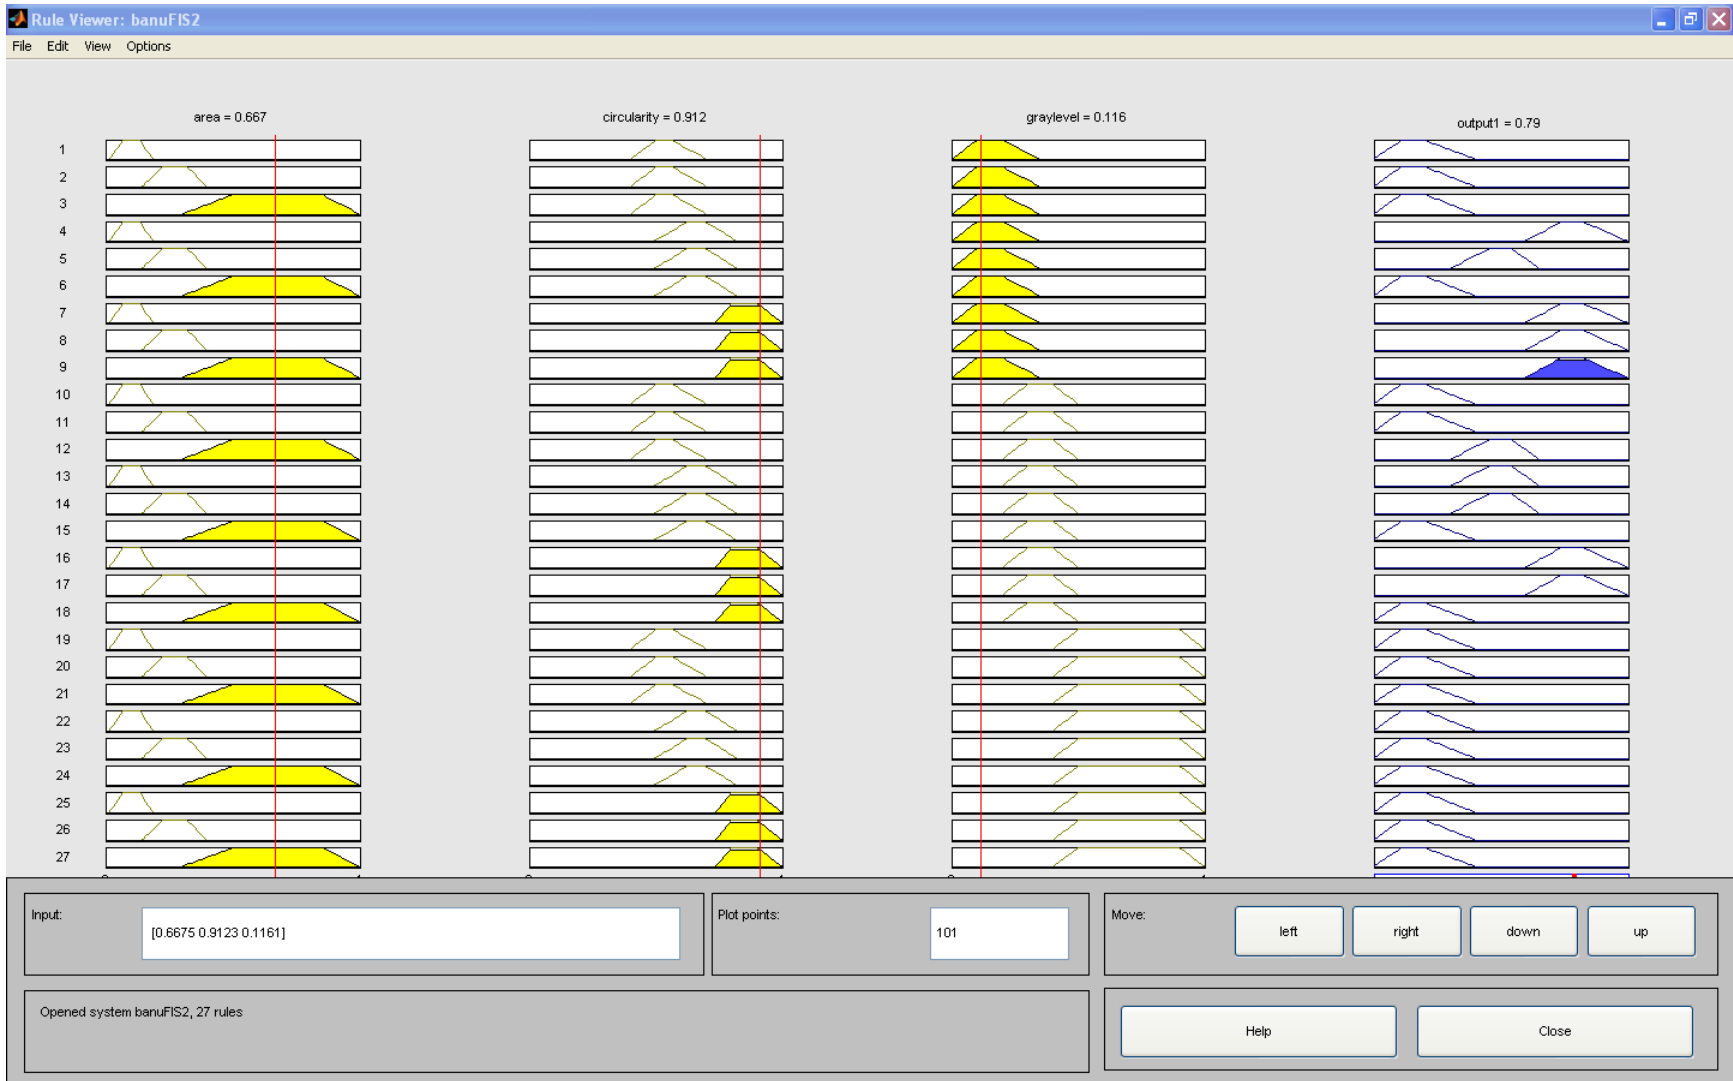 Rule Viewer: banuFIS2
File Edit View Options
area = 0.667
circularity = 0.912
graylevel = 0.116
output1 = 0.79
1
2
3
4
5
6
7
8
9
10
11
12
13
14
15
16
17
18
19
20
21
22
23
24
25
26
27
Input:
[0.6675 0.9123 0.1161]
Plot points:
101
Move:
left
right
down
up
Opened system banuFIS2, 27 rules
Help
Close